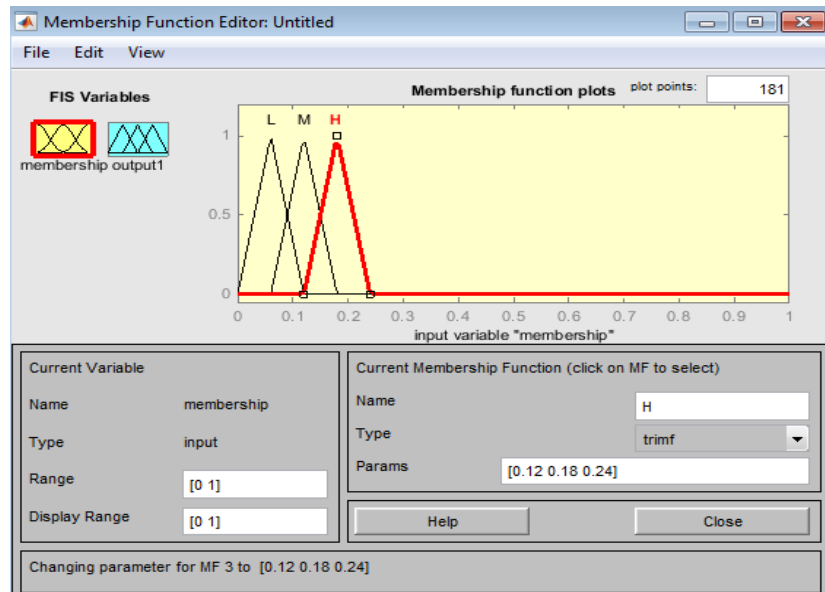 Membership Function Editor: Untitled
File Edit View
FIS Variables
membership output1
Membership function plots
plot points: 181
L M H
1
0.5
0
0 0.1 0.2 0.3 0.4 0.5 0.6 0.7 0.8 0.9 1
input variable "membership"
Current Variable
Name membership
Type input
Range [0 1]
Display Range [0 1]
Current Membership Function (click on MF to select)
Name H
Type trimf
Params [0.12 0.18 0.24]
Help Close
Changing parameter for MF 3 to [0.12 0.18 0.24]